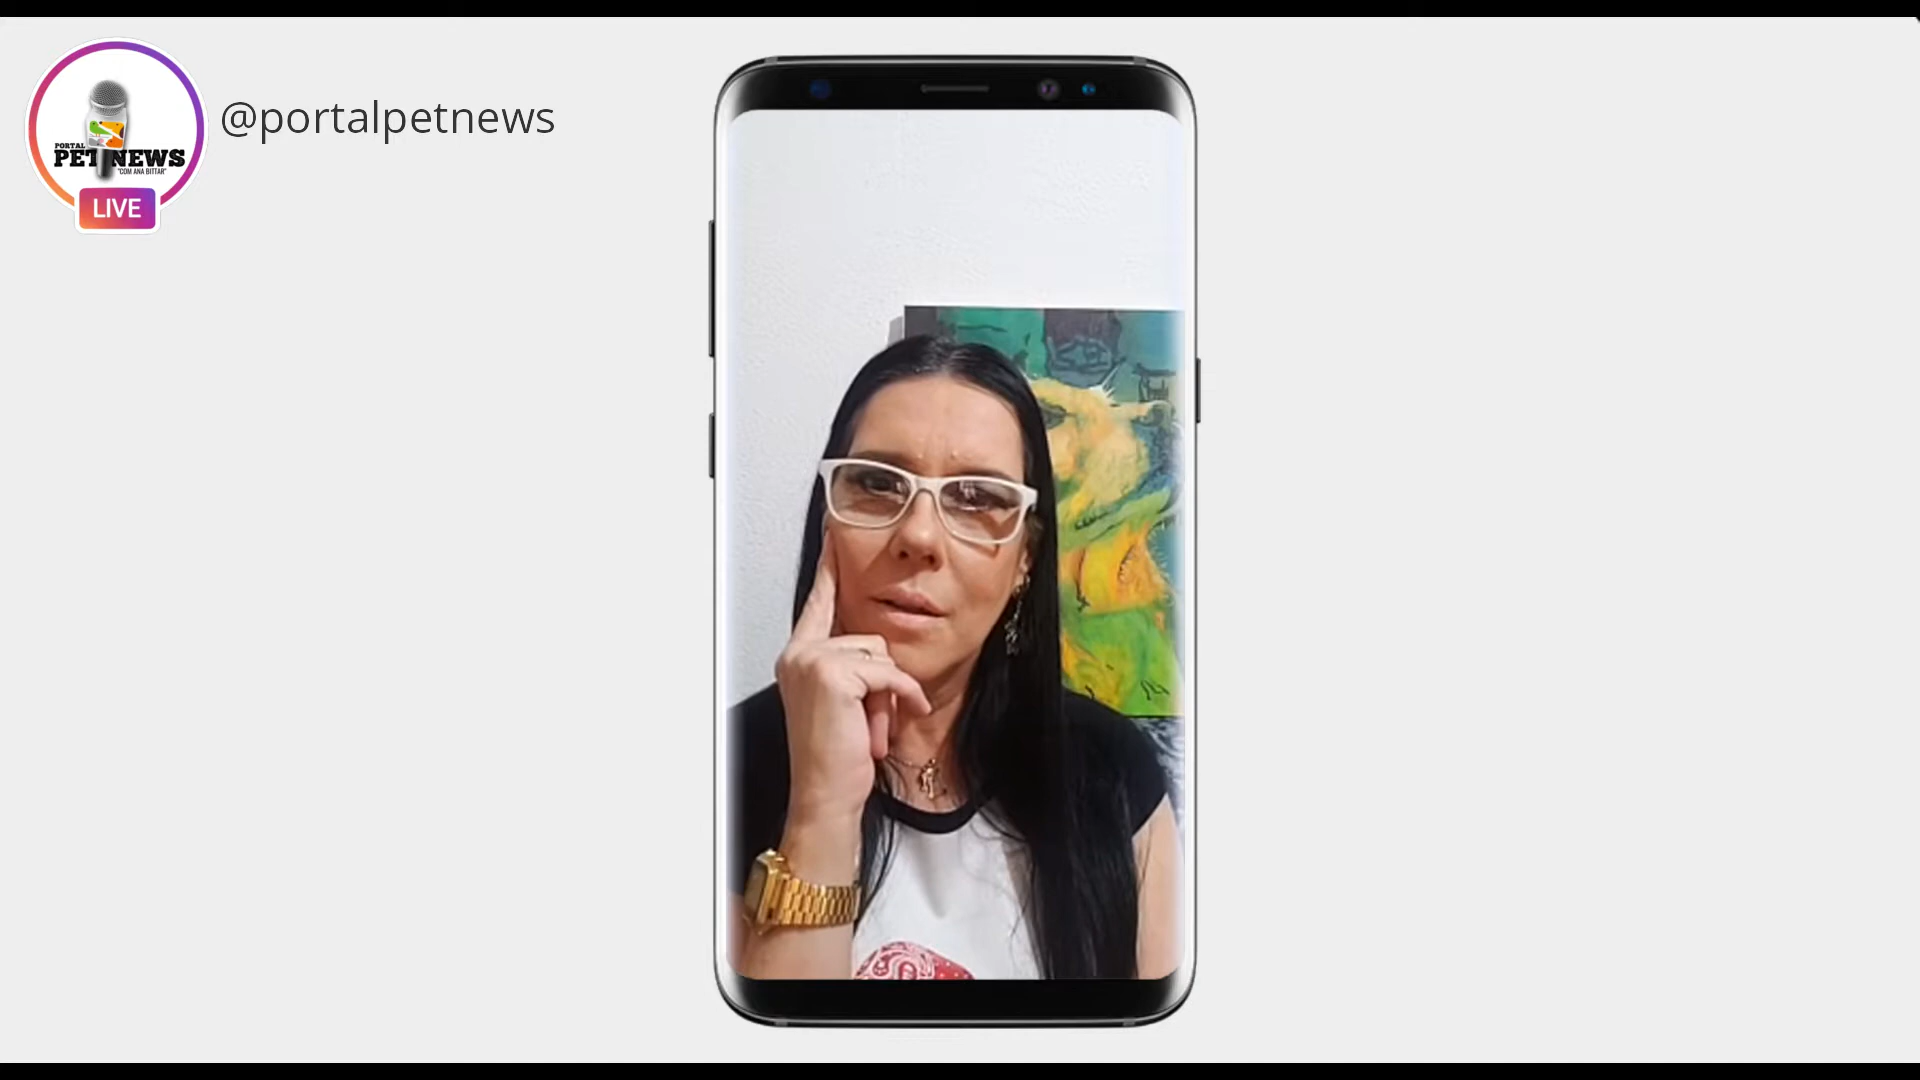 @portalpetnews
PORTAL
PET NEWS
"COM ANA BITTAR"
LIVE